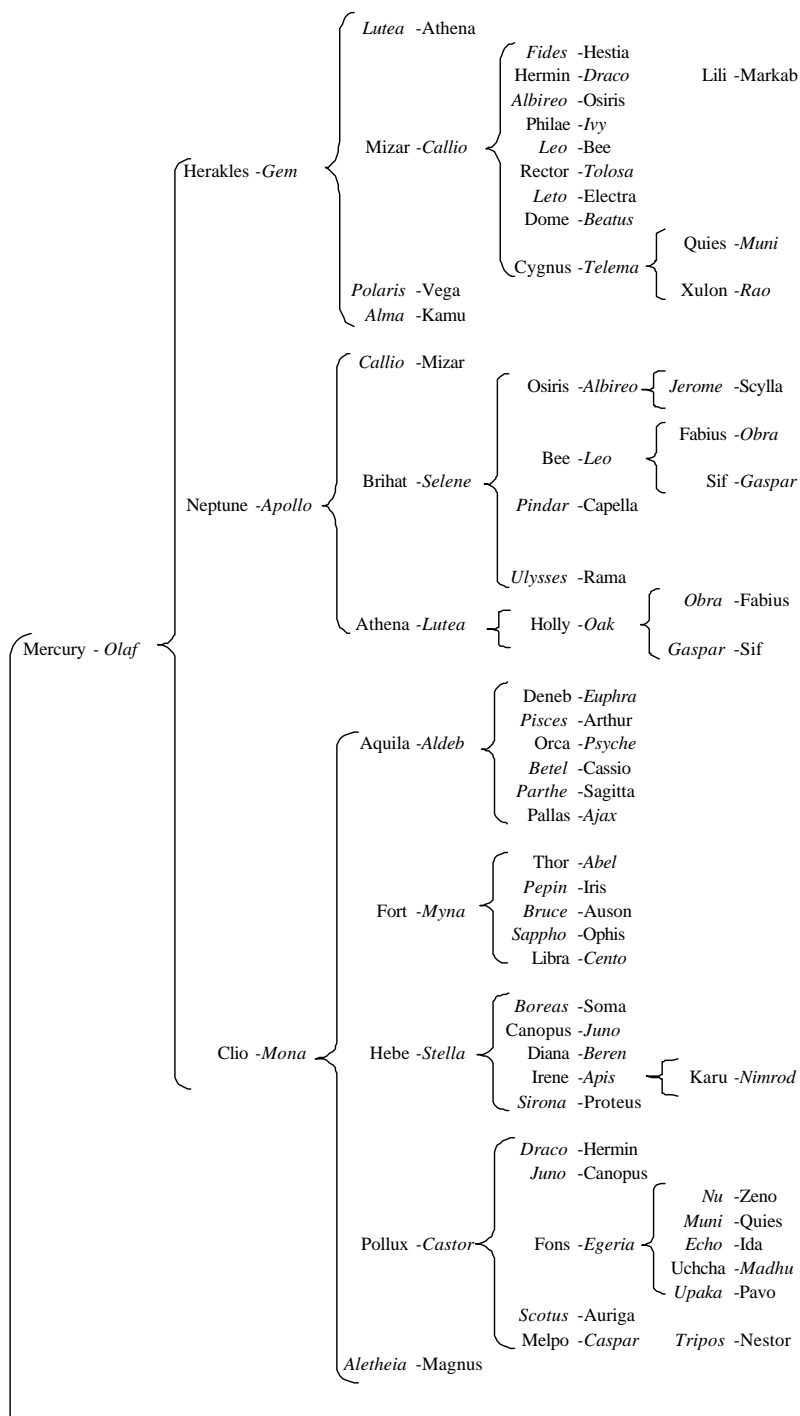 Lutea -Athena
Fides -Hestia
Hermin -Draco Lili -Markab
Albireo -Osiris
Philae -Ivy
Mizar -Callio Leo -Bee
Herakles -Gem Rector -Tolosa
Leto -Electra
Dome -Beatus
Quies -Muni
Cygnus -Telema
Polaris -Vega Xulon -Rao
Alma -Kamu
Callio -Mizar
Osiris -Albireo Jerome -Scylla
Fabius -Obra
Bee -Leo
Brihat -Selene Sif -Gaspar
Neptune -Apollo Pindar -Capella
Ulysses -Rama
Obra -Fabius
Athena -Lutea Holly -Oak
Mercury - Olaf Gaspar -Sif
Deneb -Euphra
Pisces -Arthur
Aquila -Aldeb Orca -Psyche
Betel -Cassio
Parthe -Sagitta
Pallas -Ajax
Thor -Abel
Pepin -Iris
Fort -Myna Bruce -Auson
Sappho -Ophis
Libra -Cento
Boreas -Soma
Canopus -Juno
Clio -Mona Hebe -Stella Diana -Beren
Irene -Apis Karu -Nimrod
Sirona -Proteus
Draco -Hermin
Juno -Canopus
Nu -Zeno
Muni -Quies
Pollux -Castor Fons -Egeria Echo -Ida
Uchcha -Madhu
Upaka -Pavo
Scotus -Auriga
Melpo -Caspar Tripos -Nestor
Aletheia -Magnus